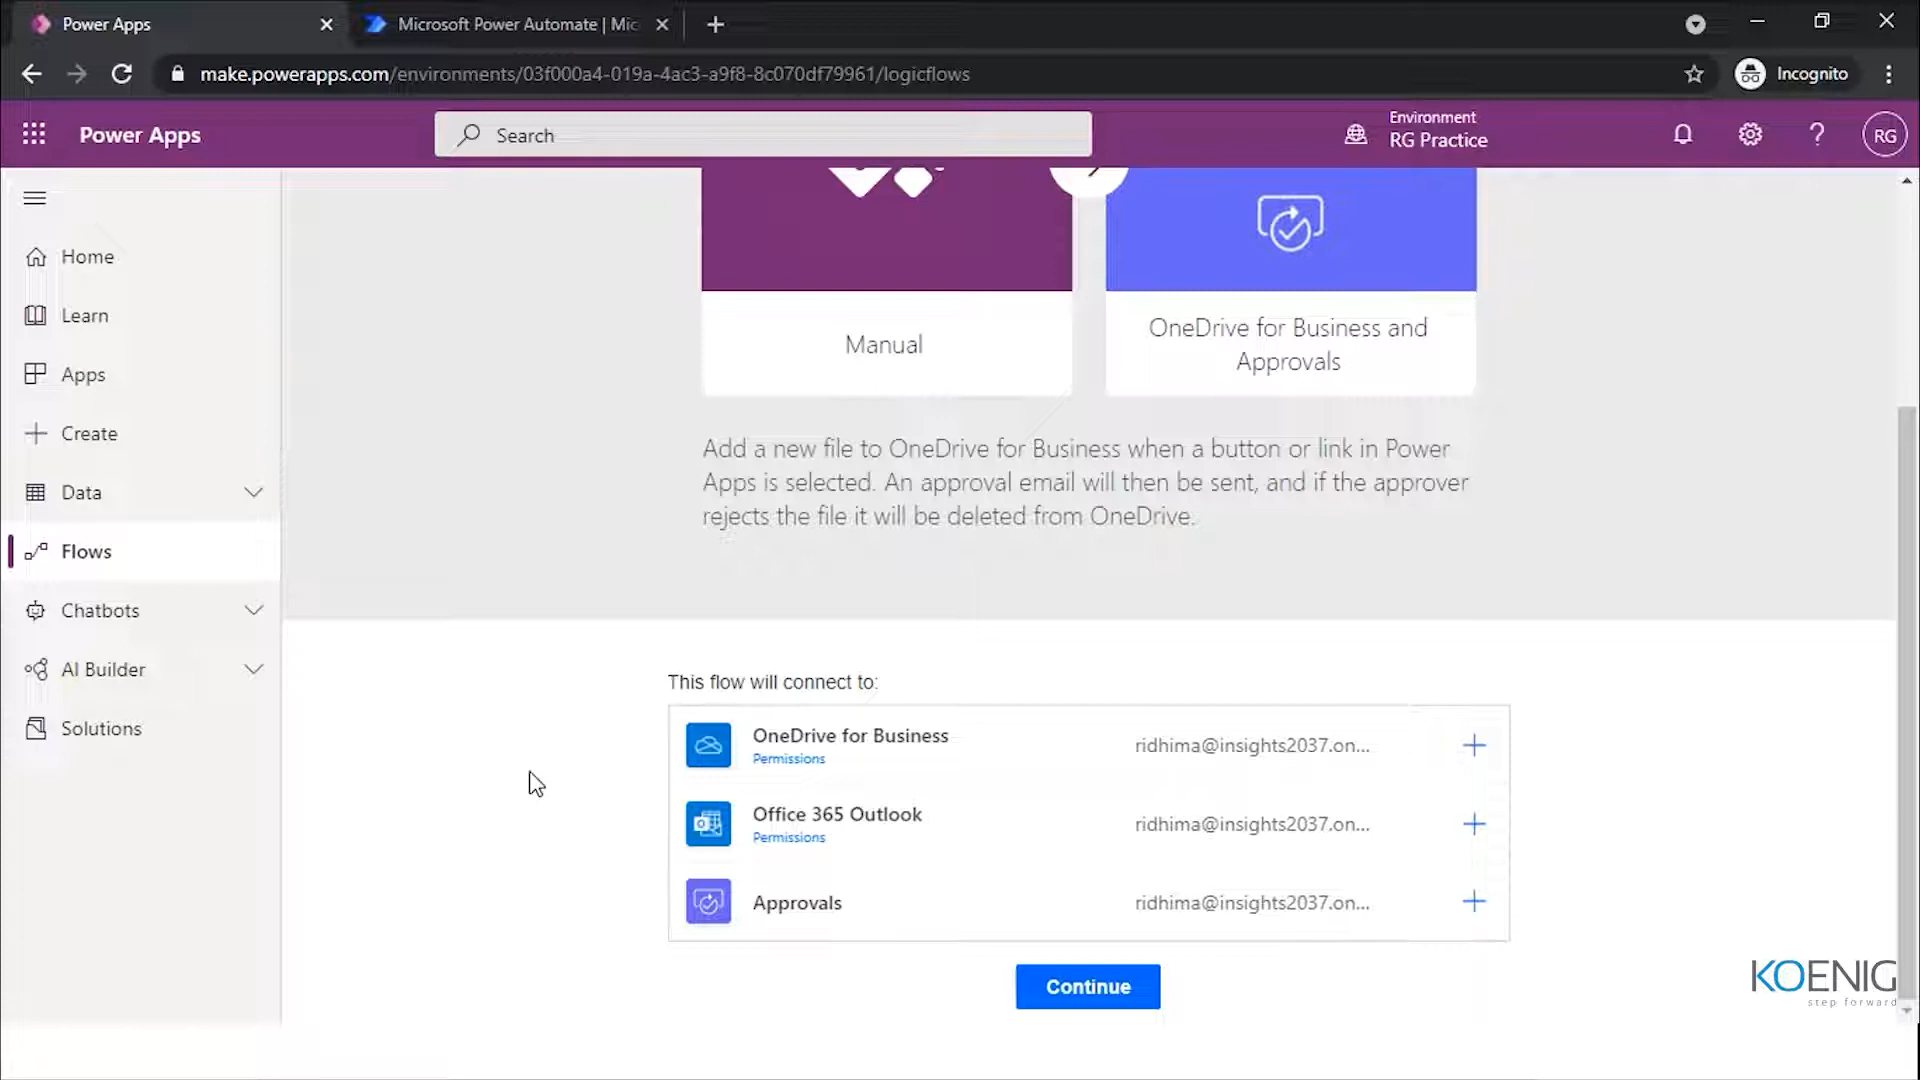 Power Apps
Microsoft Power Automate | Mic
make.powerapps.com/environments/03f000a4-019a-4ac3-a9f8-8c070df79961/logicflows
Incognito
Power Apps
Search
Environment
RG Practice
RG
Home
Learn
Apps
Create
Data
Flows
Chatbots
AI Builder
Solutions
Manual
OneDrive for Business and
Approvals
Add a new file to OneDrive for Business when a button or link in Power
Apps is selected. An approval email will then be sent, and if the approver
rejects the file it will be deleted from OneDrive.
This flow will connect to:
OneDrive for Business
Permissions
ridhima@insights2037.on...
Office 365 Outlook
Permissions
ridhima@insights2037.on...
Approvals
ridhima@insights2037.on...
Continue
KOENIG
step forward